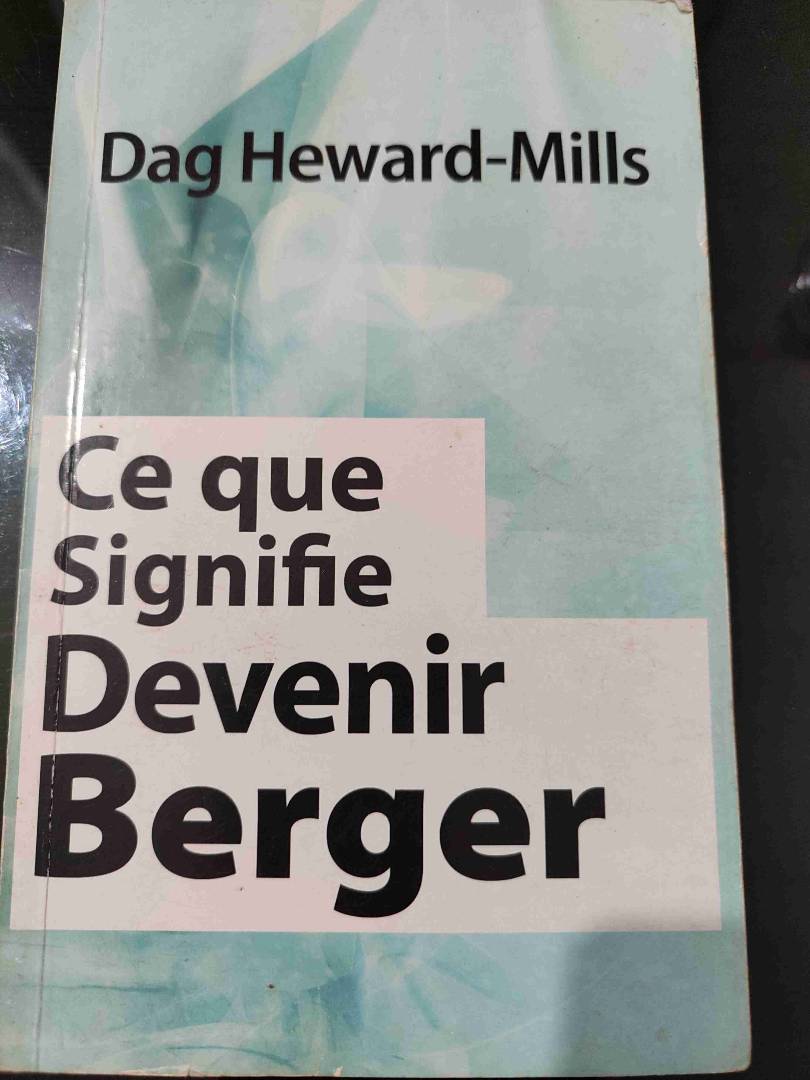 Dag Heward-Mills
Ce que
Signifie
Devenir
Berger